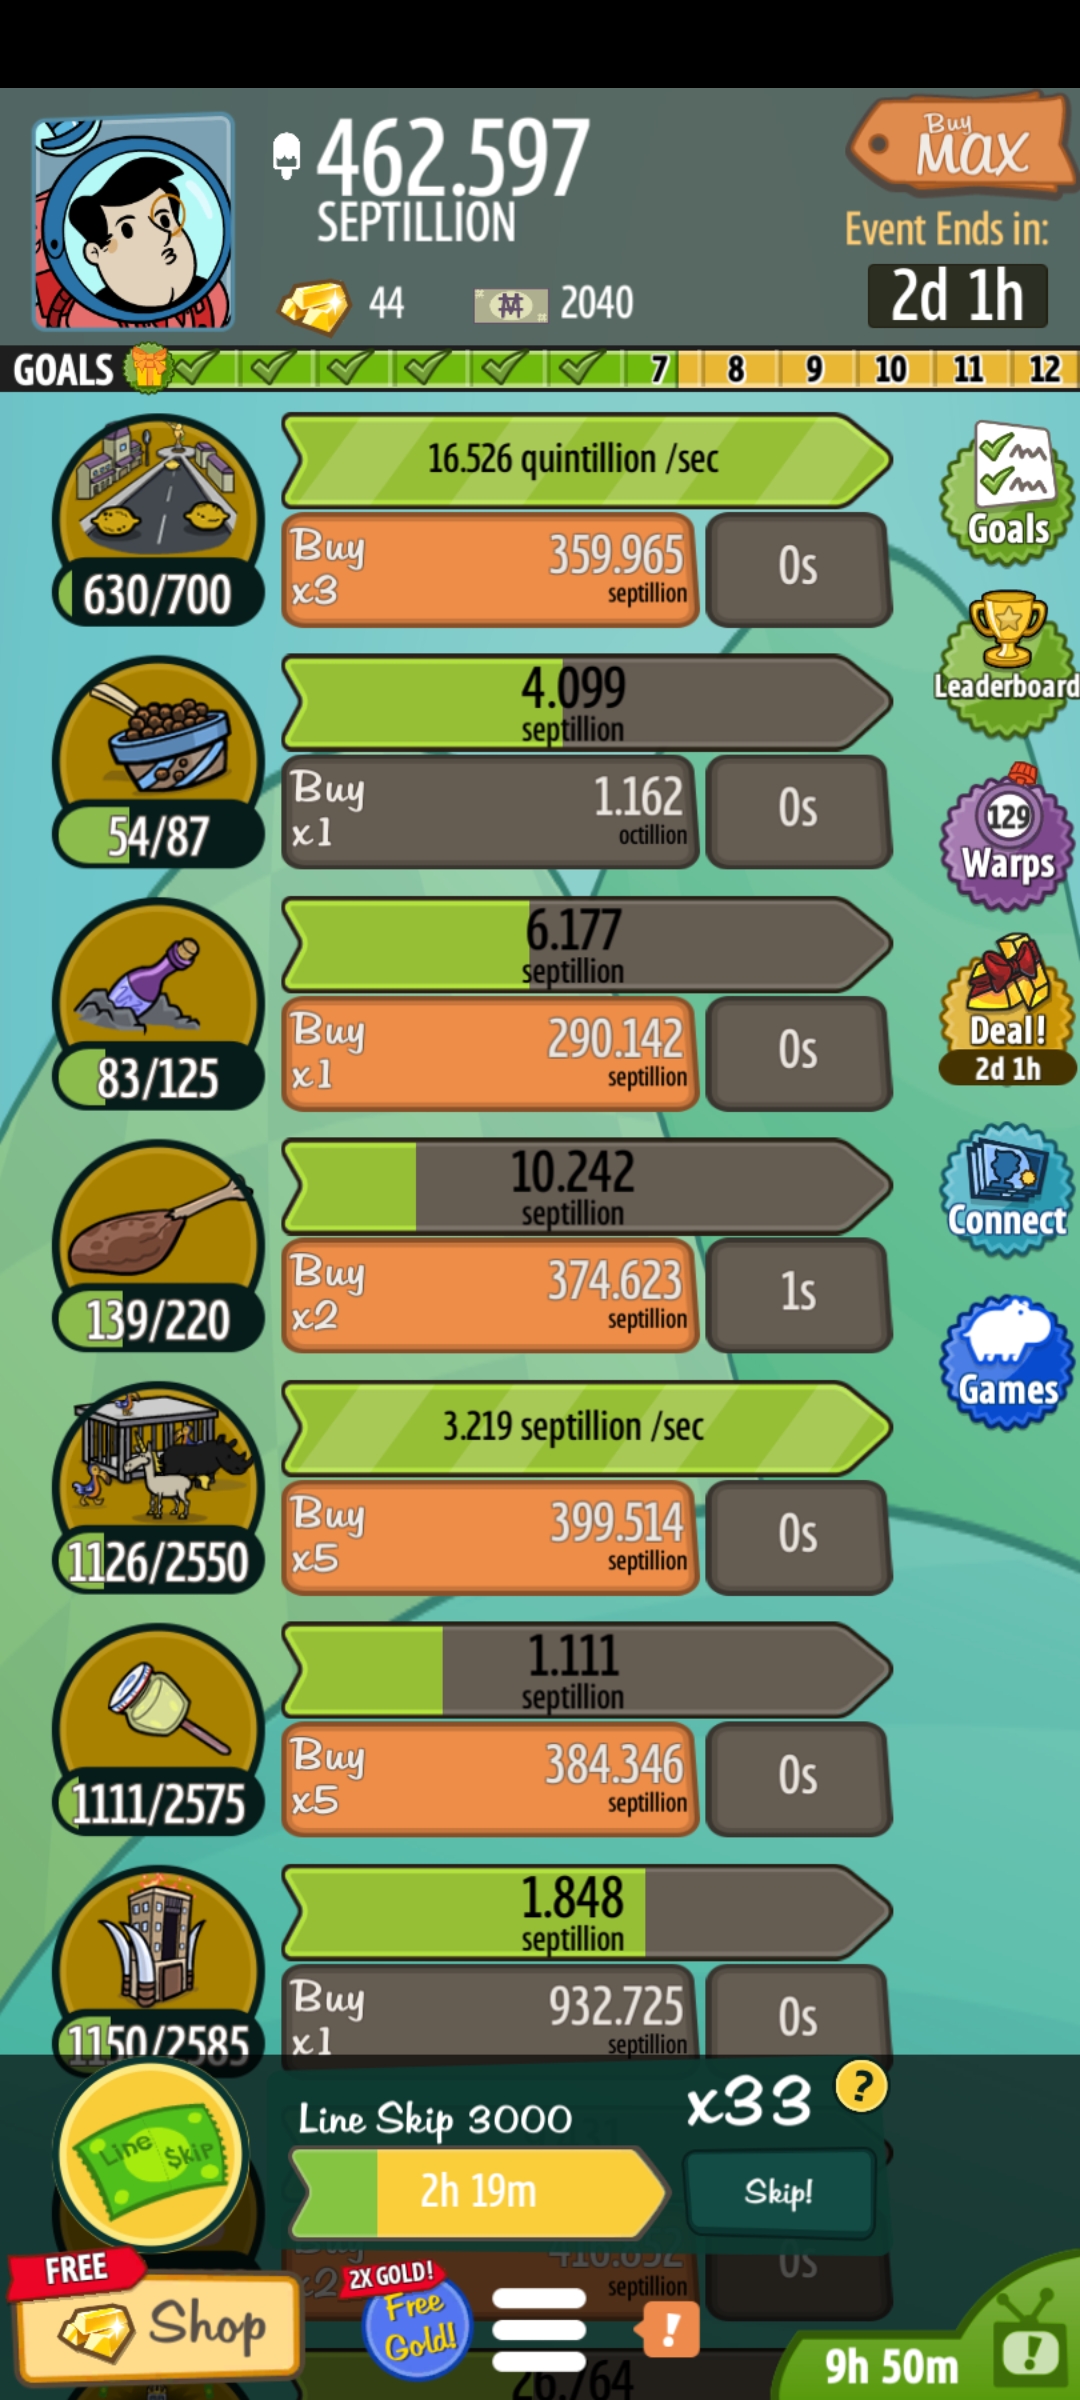 462.597
SEPTILLION
Buy
MAX
Event Ends in:
2d 1h
44
2040
GOALS
7
8
9
10
11
12
16.526 quintillion /sec
Buy
x3
359.965
septillion
0s
630/700
Goals
4.099
septillion
Leaderboard
Buy
x1
1.162
octillion
0s
54/87
129
Warps
6.177
septillion
Buy
x1
290.142
septillion
0s
83/125
Deal!
2d 1h
10.242
septillion
Buy
x2
374.623
septillion
1s
139/220
Connect
3.219 septillion /sec
Games
Buy
x5
399.514
septillion
0s
1126/2550
1.111
septillion
Buy
x5
384.346
septillion
0s
1111/2575
1.848
septillion
Buy
x1
932.725
septillion
0s
1150/2585
Line Skip
Line Skip 3000
x33
?
2h 19m
Skip!
Buy
x2
septillion
0s
FREE
Shop
2X GOLD!
Free
Gold!
!
9h 50m
!
26.764